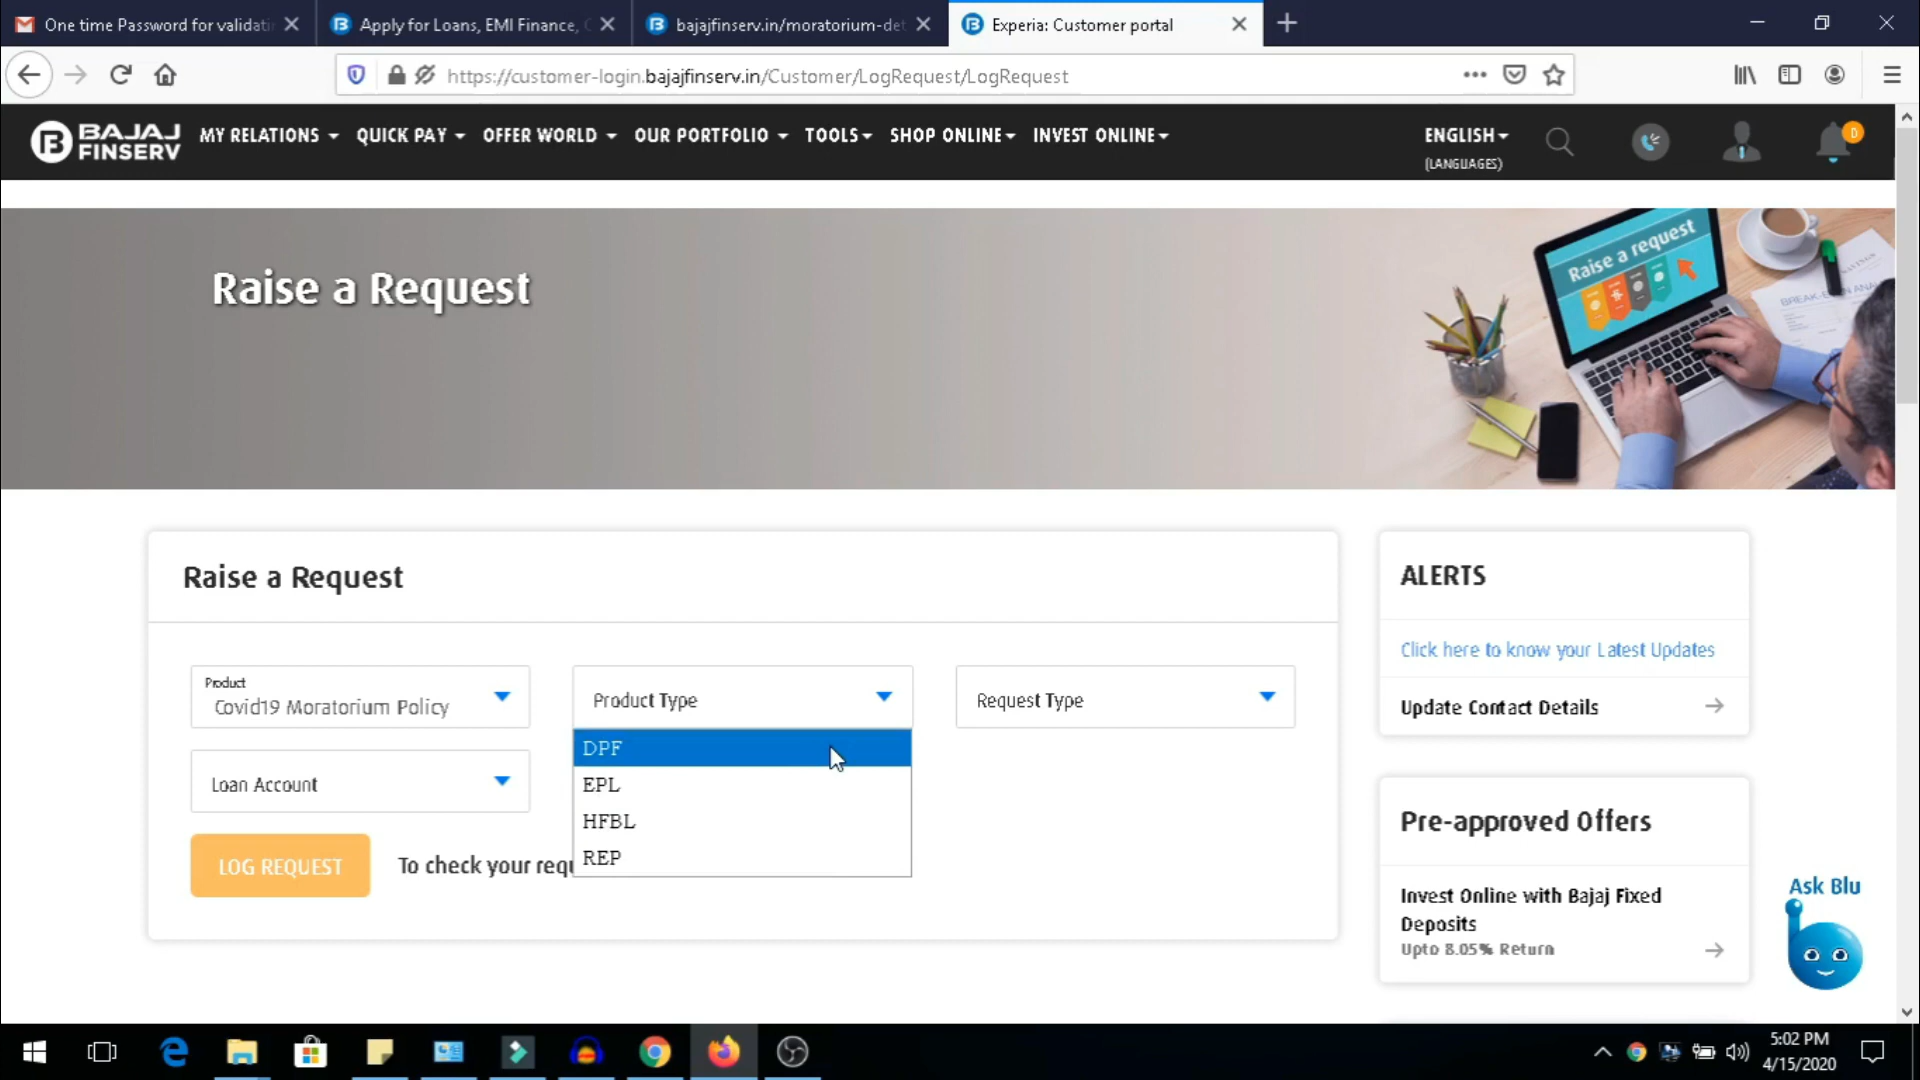 One time Password for validati
Apply for Loans, EMI Finance, C
bajajfinserv.in/moratorium-det
Experia: Customer portal
https://customer-login.bajajfinserv.in/Customer/LogRequest/LogRequest
BAJAJ
FINSERV
MY RELATIONS
QUICK PAY
OFFER WORLD
OUR PORTFOLIO
TOOLS
SHOP ONLINE
INVEST ONLINE
ENGLISH
(LANGUAGES)
0
Raise a Request
Raise a request
Raise a Request
Product
Covid19 Moratorium Policy
Product Type
Request Type
DPF
EPL
HFBL
REP
Loan Account
LOG REQUEST
To check your requ
ALERTS
Click here to know your Latest Updates
Update Contact Details
Pre-approved Offers
Invest Online with Bajaj Fixed
Deposits
Upto 8.05% Return
Ask Blu
5:02 PM
4/15/2020